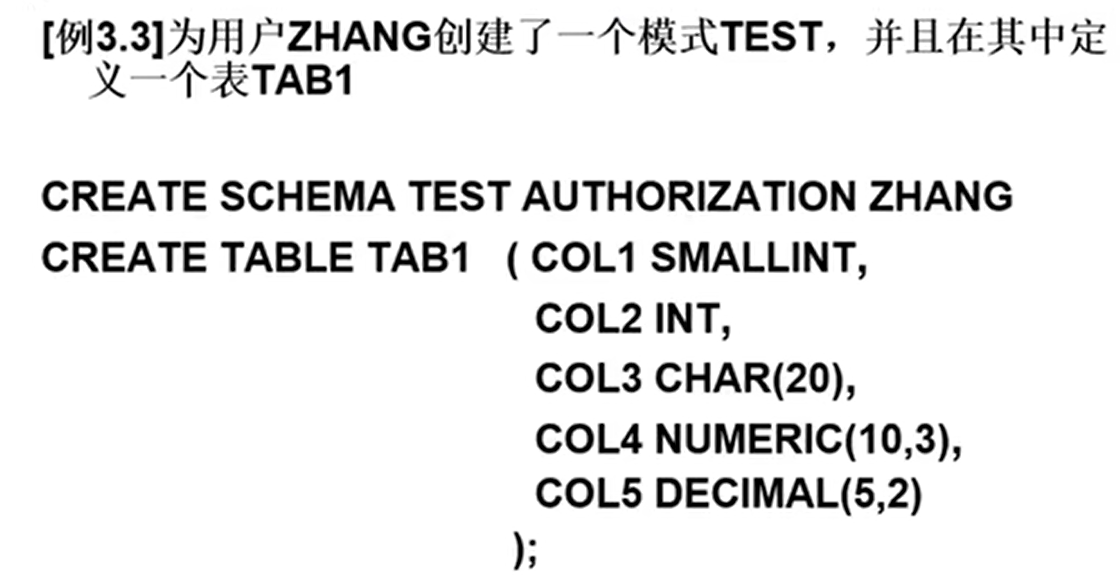 [例3.3]为用户ZHANG创建了一个模式TEST，并且在其中定
义一个表TAB1
CREATE SCHEMA TEST AUTHORIZATION ZHANG
CREATE TABLE TAB1 ( COL1 SMALLINT,
COL2 INT,
COL3 CHAR(20),
COL4 NUMERIC(10,3),
COL5 DECIMAL(5,2)
);